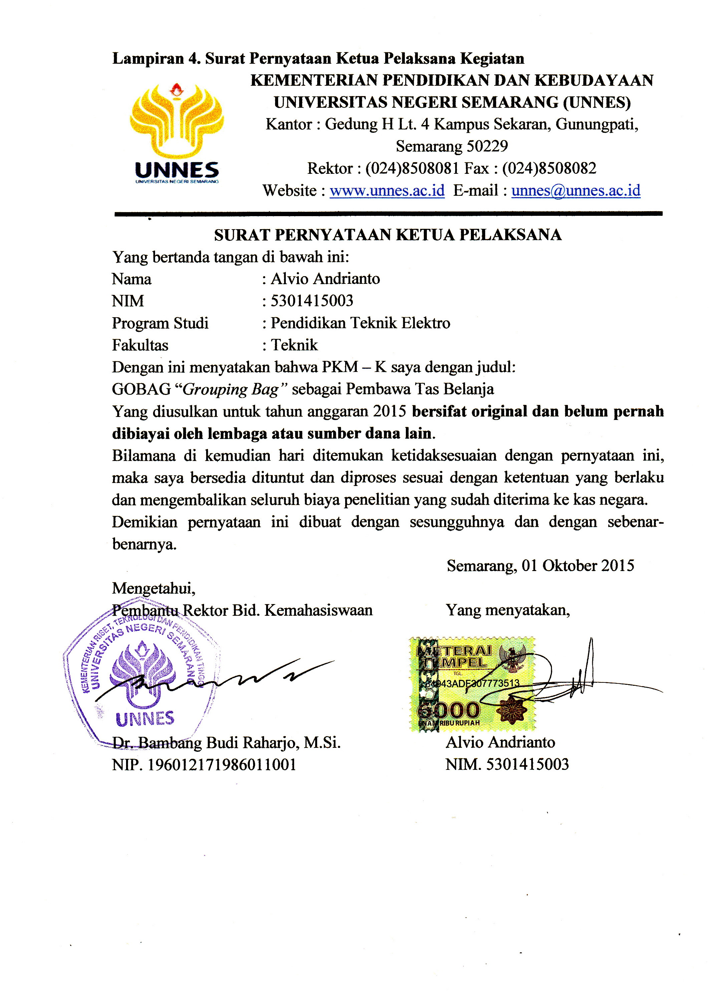 Lampiran 4. Surat Pernyataan Ketua Pelaksana Kegiatan
KEMENTERIAN PENDIDIKAN DAN KEBUDAYAAN
UNIVERSITAS NEGERI SEMARANG (UNNES)
Kantor : Gedung H Lt. 4 Kampus Sekaran, Gunungpati,
Semarang 50229
Rektor : (024)8508081 Fax : (024)8508082
Website : www.unnes.ac.id E-mail : unnes@unnes.ac.id
UNNES
UNIVERSITAS NEGERI SEMARANG
SURAT PERNYATAAN KETUA PELAKSANA
Yang bertanda tangan di bawah ini:
Nama : Alvio Andrianto
NIM : 5301415003
Program Studi : Pendidikan Teknik Elektro
Fakultas : Teknik
Dengan ini menyatakan bahwa PKM – K saya dengan judul:
GOBAG “Grouping Bag” sebagai Pembawa Tas Belanja
Yang diusulkan untuk tahun anggaran 2015 bersifat original dan belum pernah
dibiayai oleh lembaga atau sumber dana lain.
Bilamana di kemudian hari ditemukan ketidaksesuaian dengan pernyataan ini,
maka saya bersedia dituntut dan diproses sesuai dengan ketentuan yang berlaku
dan mengembalikan seluruh biaya penelitian yang sudah diterima ke kas negara.
Demikian pernyataan ini dibuat dengan sesungguhnya dan dengan sebenar-
benarnya.
Semarang, 01 Oktober 2015
Mengetahui,
Pembantu Rektor Bid. Kemahasiswaan
Yang menyatakan,
KEMENTERIAN RISET, TEKNOLOGI DAN PENDIDIKAN TINGGI
UNIVERSITAS NEGERI SEMARANG
UNNES
METERAI
TEMPEL
TGL. 20
6000
ENAM RIBU RUPIAH
Dr. Bambang Budi Raharjo, M.Si.
NIP. 196012171986011001
Alvio Andrianto
NIM. 5301415003